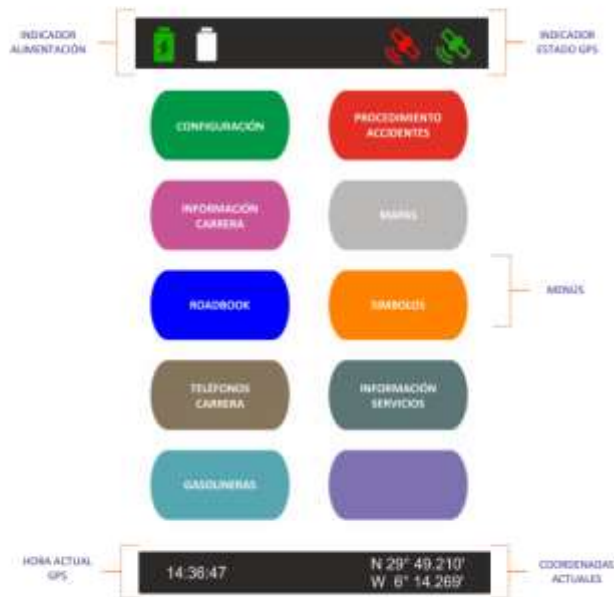 INDICADOR
ALIMENTACIÓN
INDICADOR
ESTADO GPS
CONFIGURACIÓN
PROCEDIMIENTO
ACCIDENTES
INFORMACIÓN
CARRERA
MAPAS
ROADBOOK
SIMBOLOS
MENÚS
TELÉFONOS
CARRERA
INFORMACIÓN
SERVICIOS
GASOLINERAS
HORA ACTUAL
GPS
14:36:47
N 29° 49.210'
W 6° 14.269'
COORDENADAS
ACTUALES